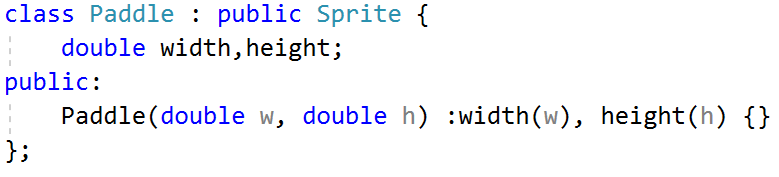 class Paddle : public Sprite {
    double width,height;
public:
    Paddle(double w, double h) :width(w), height(h) {}
};